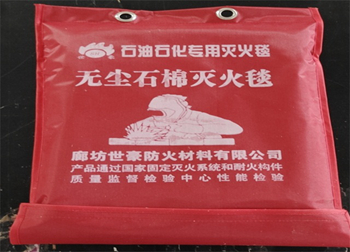 石油石化专用灭火毯
无尘石棉灭火毯
廊坊世豪防火材料有限公司
产品通过国家固定灭火系统和耐火构件
质量监督检验中心性能检验